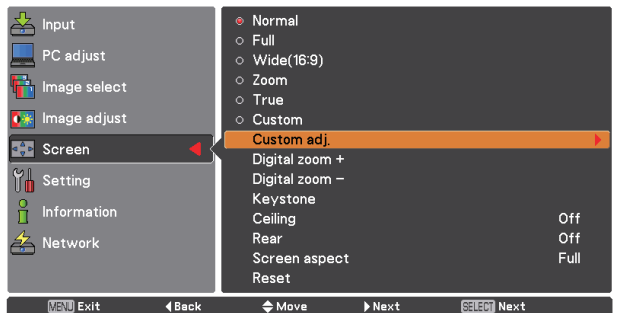 Input
PC adjust
Image select
Image adjust
Screen
Setting
Information
Network
Normal
Full
Wide(16:9)
Zoom
True
Custom
Custom adj.
Digital zoom +
Digital zoom –
Keystone
Ceiling Off
Rear Off
Screen aspect Full
Reset
MENU Exit Back Move Next SELECT Next